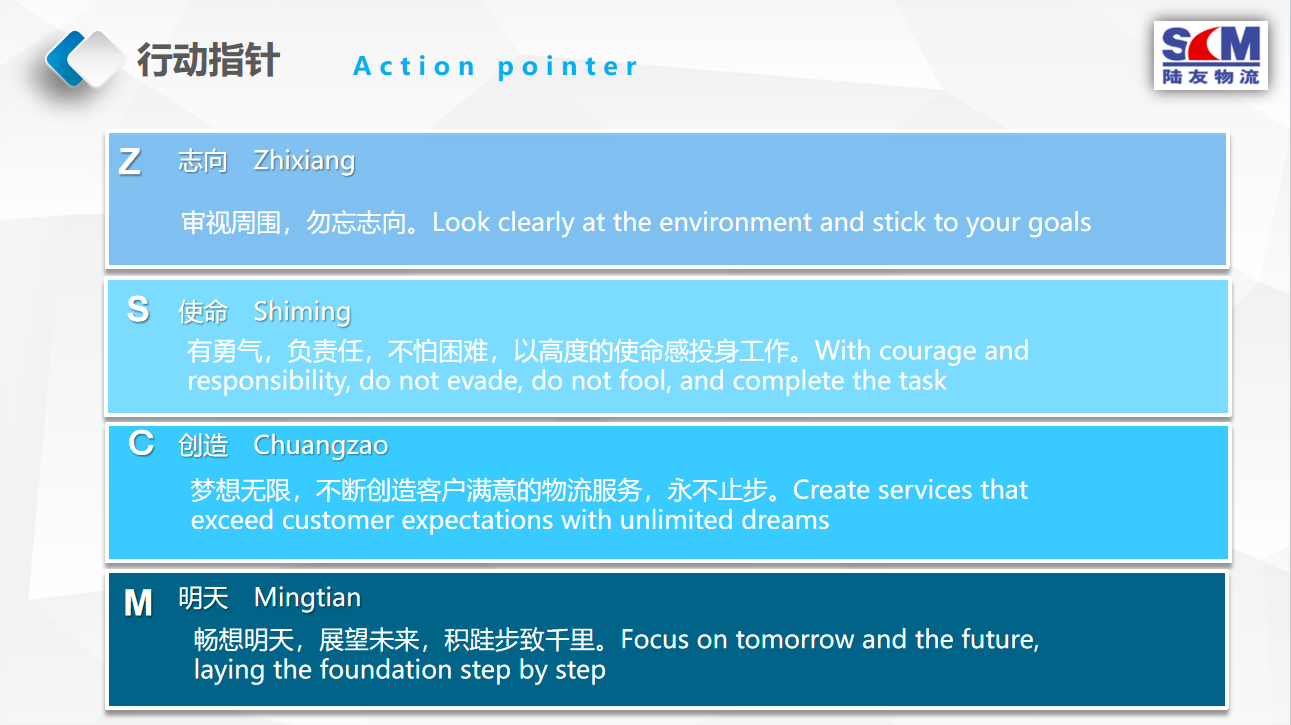 行动指针 Action pointer
SCM
陆友物流
Z 志向 Zhixiang
审视周围，勿忘志向。Look clearly at the environment and stick to your goals
S 使命 Shiming
有勇气，负责任，不怕困难，以高度的使命感投身工作。With courage and
responsibility, do not evade, do not fool, and complete the task
C 创造 Chuangzao
梦想无限，不断创造客户满意的物流服务，永不止步。Create services that
exceed customer expectations with unlimited dreams
M 明天 Mingtian
畅想明天，展望未来，积跬步致千里。Focus on tomorrow and the future,
laying the foundation step by step